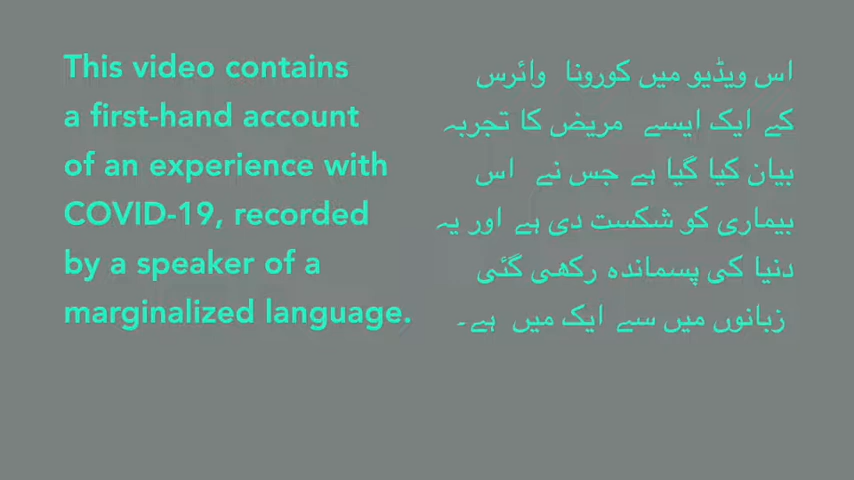 This video contains
a first-hand account
of an experience with
COVID-19, recorded
by a speaker of a
marginalized language.
اس ویڈیو میں کورونا وائرس
کے ایک ایسے مریض کا تجربہ
بیان کیا گیا ہے جس نے اس
بیماری کو شکست دی ہے اور یہ
دنیا کی پسماندہ رکھی گئی
زبانوں میں سے ایک میں ہے۔